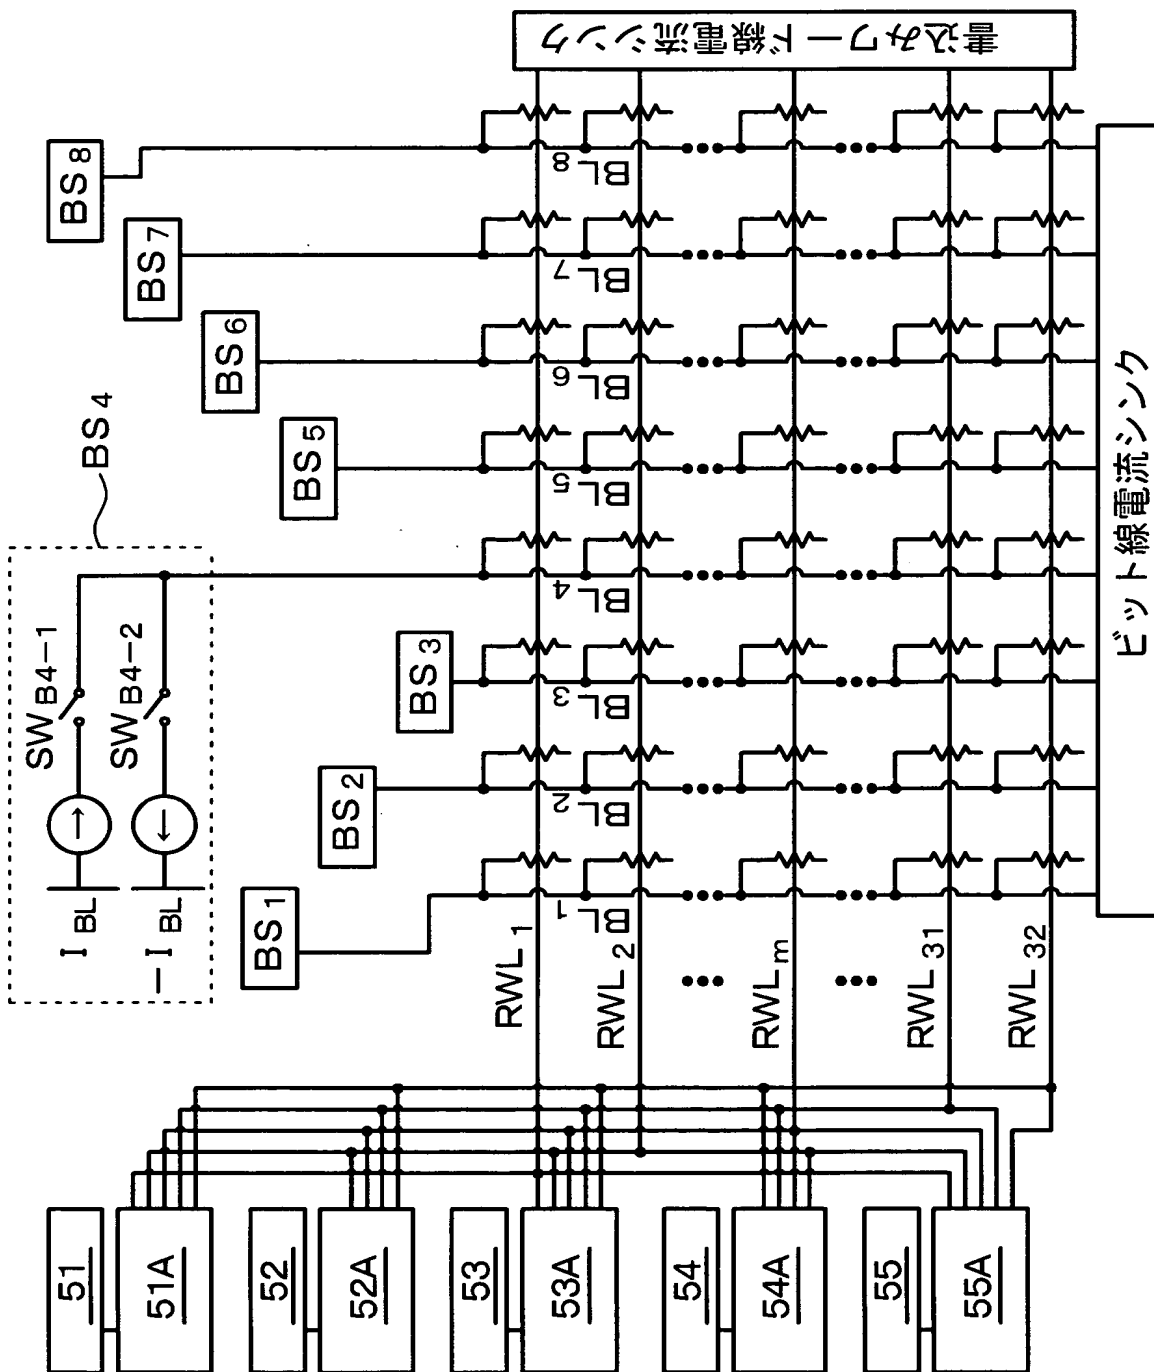 書込みワード線電流シンク
BS8
BS7
BS6
BS5
BS4
BS3
BS2
BS1
SWB4-1
SWB4-2
IBL
-IBL
BL8
BL7
BL6
BL5
BL4
BL3
BL2
BL1
RWL1
RWL2
RWLm
RWL31
RWL32
ビット線電流シンク
51
51A
52
52A
53
53A
54
54A
55
55A